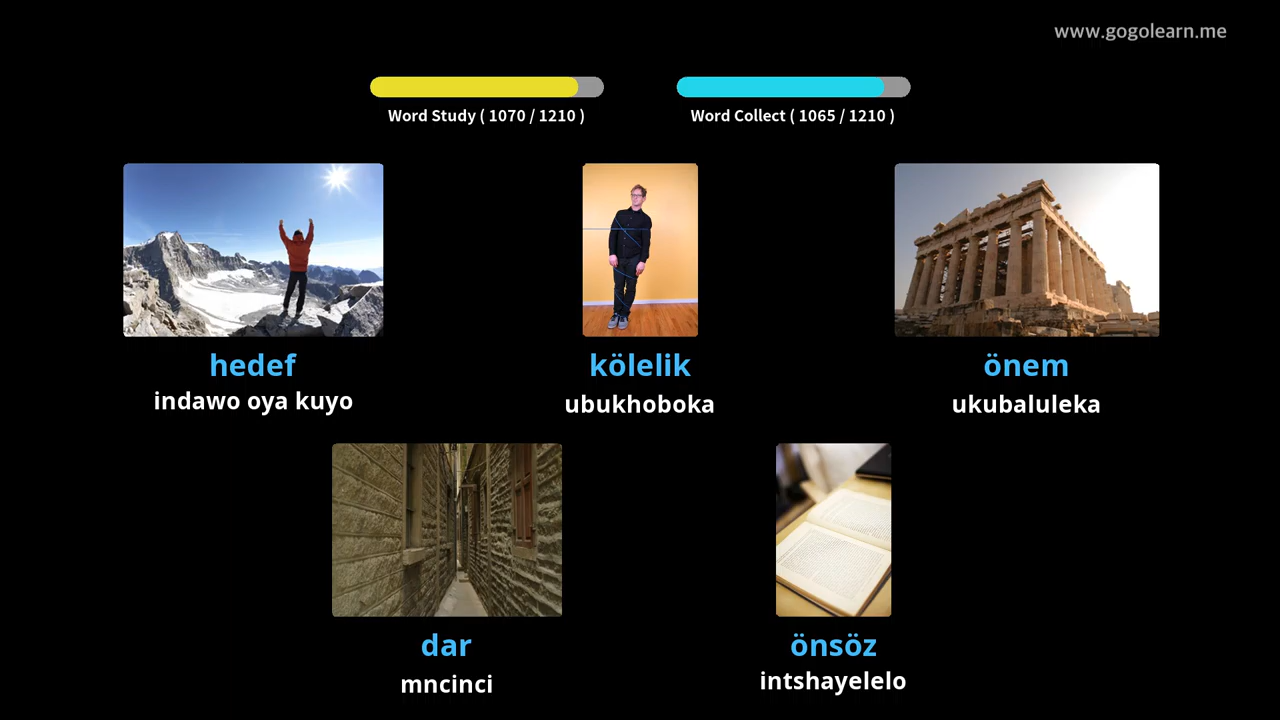 www.gogolearn.me
Word Study ( 1070 / 1210 )
Word Collect ( 1065 / 1210 )
hedef
indawo oya kuyo
kölelik
ubukhoboka
önem
ukubaluleka
dar
mncinci
önsöz
intshayelelo